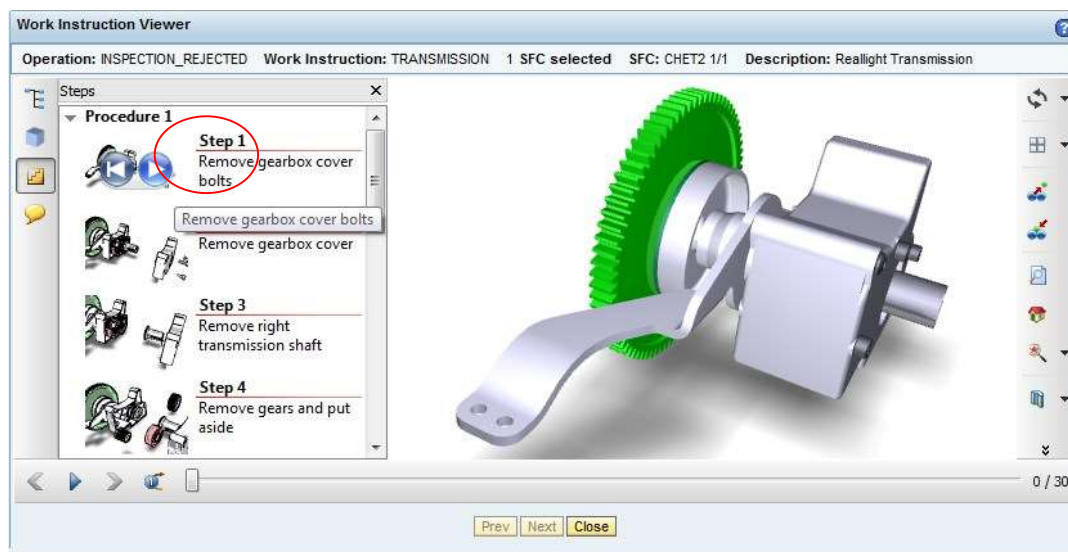 Work Instruction Viewer
Operation: INSPECTION_REJECTED Work Instruction: TRANSMISSION 1 SFC selected SFC: CHET2 1/1 Description: Reallight Transmission
Steps
Procedure 1
Step 1
Remove gearbox cover
bolts
Remove gearbox cover bolts
Remove gearbox cover
Step 3
Remove right
transmission shaft
Step 4
Remove gears and put
aside
0 / 30
Prev Next Close